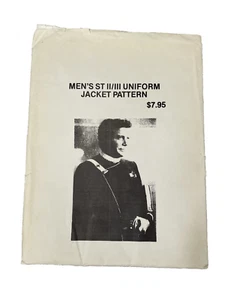 MEN'S ST II/III UNIFORM
JACKET PATTERN
$7.95